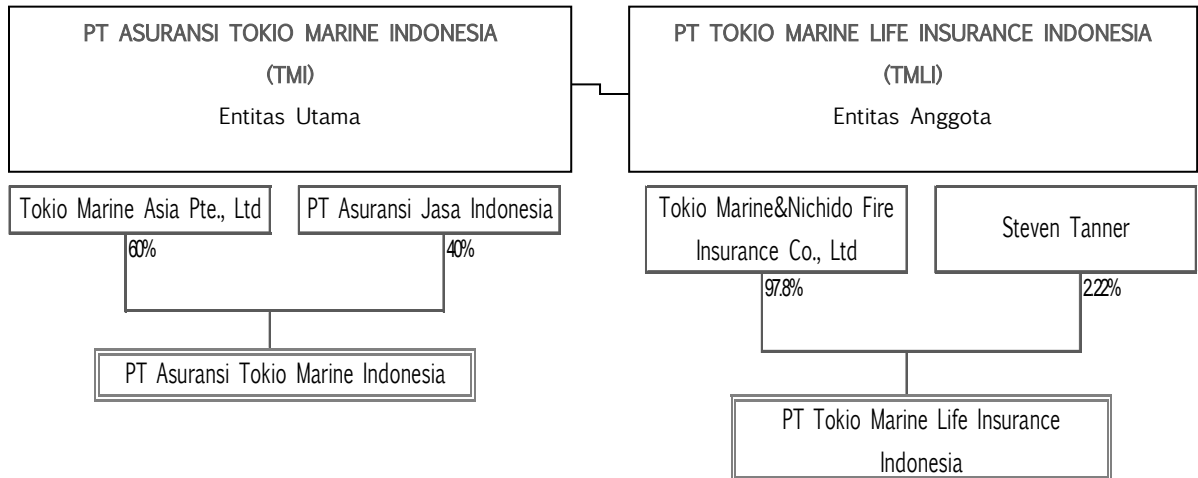 PT ASURANSI TOKIO MARINE INDONESIA
(TMI)
Entitas Utama
PT TOKIO MARINE LIFE INSURANCE INDONESIA
(TMLI)
Entitas Anggota
Tokio Marine Asia Pte., Ltd
PT Asuransi Jasa Indonesia
60%
40%
PT Asuransi Tokio Marine Indonesia
Tokio Marine&Nichido Fire
Insurance Co., Ltd
Steven Tanner
97.8%
2.22%
PT Tokio Marine Life Insurance
Indonesia